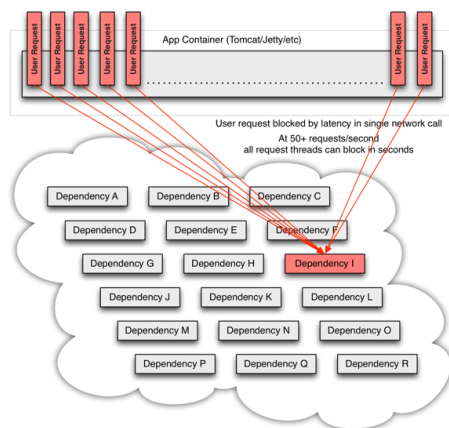 User Request
User Request
User Request
User Request
User Request
User Request
User Request
App Container (Tomcat/Jetty/etc)
User request blocked by latency in single network call
At 50+ requests/second
all request threads can block in seconds
Dependency A
Dependency B
Dependency C
Dependency D
Dependency E
Dependency F
Dependency G
Dependency H
Dependency I
Dependency J
Dependency K
Dependency L
Dependency M
Dependency N
Dependency O
Dependency P
Dependency Q
Dependency R